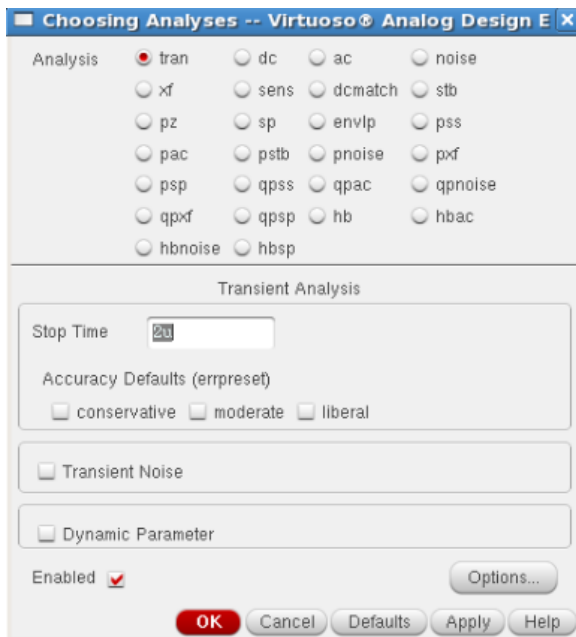 Choosing Analyses -- Virtuoso® Analog Design E
Analysis tran dc ac noise
xf sens dcmatch stb
pz sp envlp pss
pac pstb pnoise pxf
psp qpss qpac qpnoise
qpxf qpsp hb hbac
hbnoise hbsp
Transient Analysis
Stop Time 2u
Accuracy Defaults (errpreset)
conservative moderate liberal
Transient Noise
Dynamic Parameter
Enabled Options...
OK Cancel Defaults Apply Help